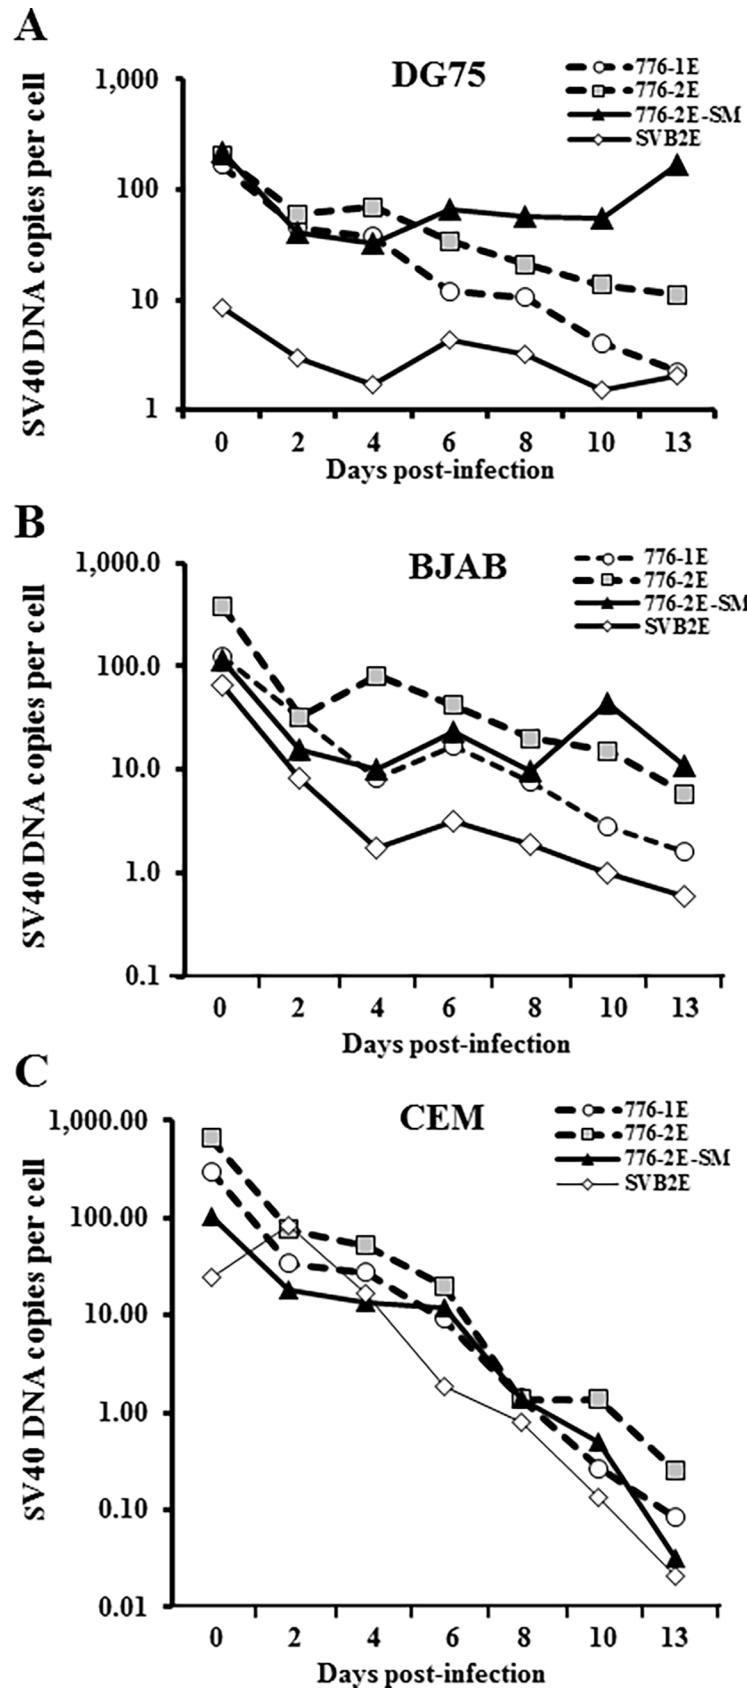 A
DG75
776-1E
776-2E
776-2E-SM
SVB2E
SV40 DNA copies per cell
1,000
100
10
1
0 2 4 6 8 10 13
Days post-infection
B
BJAB
776-1E
776-2E
776-2E-SM
SVB2E
SV40 DNA copies per cell
1,000.0
100.0
10.0
1.0
0.1
0 2 4 6 8 10 13
Days post-infection
C
CEM
776-1E
776-2E
776-2E-SM
SVB2E
SV40 DNA copies per cell
1,000.00
100.00
10.00
1.00
0.10
0.01
0 2 4 6 8 10 13
Days post-infection